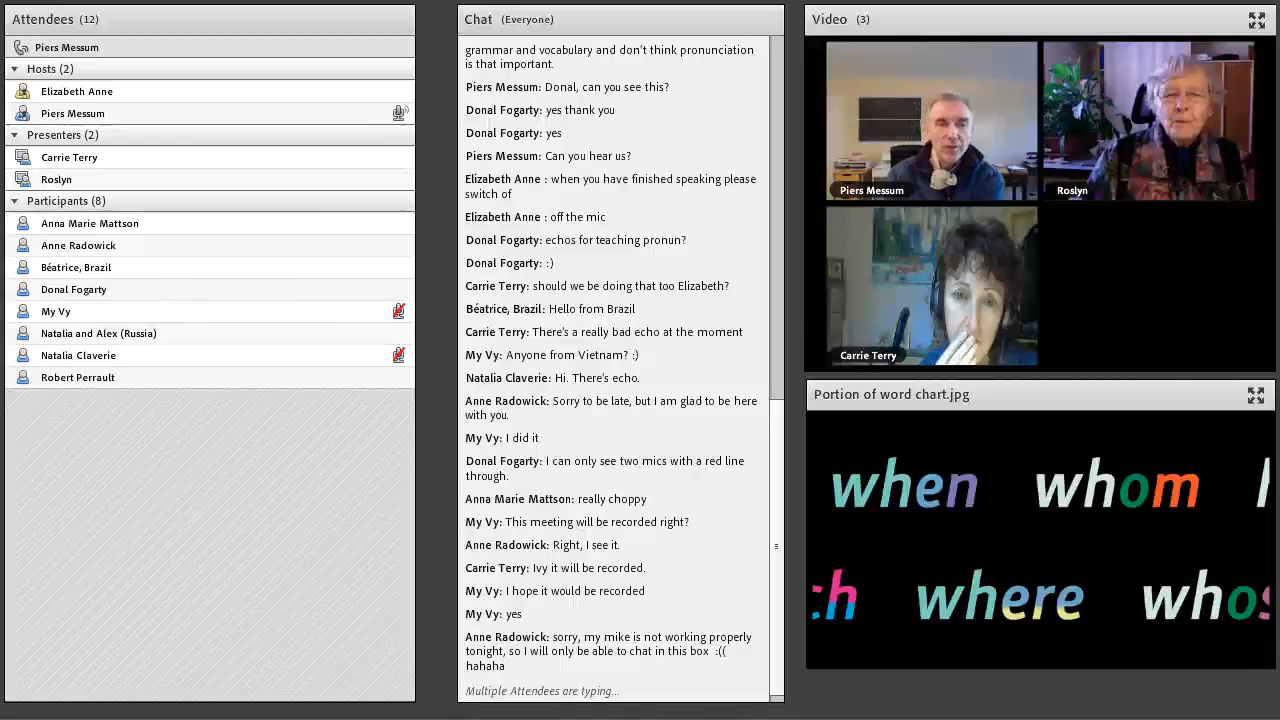 Attendees (12)
Piers Messum
Hosts (2)
Elizabeth Anne
Piers Messum
Presenters (2)
Carrie Terry
Roslyn
Participants (8)
Anna Marie Mattson
Anne Radowick
Béatrice, Brazil
Donal Fogarty
My Vy
Natalia and Alex (Russia)
Natalia Claverie
Robert Perrault
Chat (Everyone)
grammar and vocabulary and don't think pronunciation
is that important.
Piers Messum: Donal, can you see this?
Donal Fogarty: yes thank you
Donal Fogarty: yes
Piers Messum: Can you hear us?
Elizabeth Anne : when you have finished speaking please
switch of
Elizabeth Anne : off the mic
Donal Fogarty: echos for teaching pronun?
Donal Fogarty: :)
Carrie Terry: should we be doing that too Elizabeth?
Béatrice, Brazil: Hello from Brazil
Carrie Terry: There's a really bad echo at the moment
My Vy: Anyone from Vietnam? :)
Natalia Claverie: Hi. There's echo.
Anne Radowick: Sorry to be late, but I am glad to be here
with you.
My Vy: I did it
Donal Fogarty: I can only see two mics with a red line
through.
Anna Marie Mattson: really choppy
My Vy: This meeting will be recorded right?
Anne Radowick: Right, I see it.
Carrie Terry: Ivy it will be recorded.
My Vy: I hope it would be recorded
My Vy: yes
Anne Radowick: sorry, my mike is not working properly
tonight, so I will only be able to chat in this box :((
hahaha
Multiple Attendees are typing...
Video (3)
Piers Messum
Roslyn
Carrie Terry
Portion of word chart.jpg
when whom
ch where whos